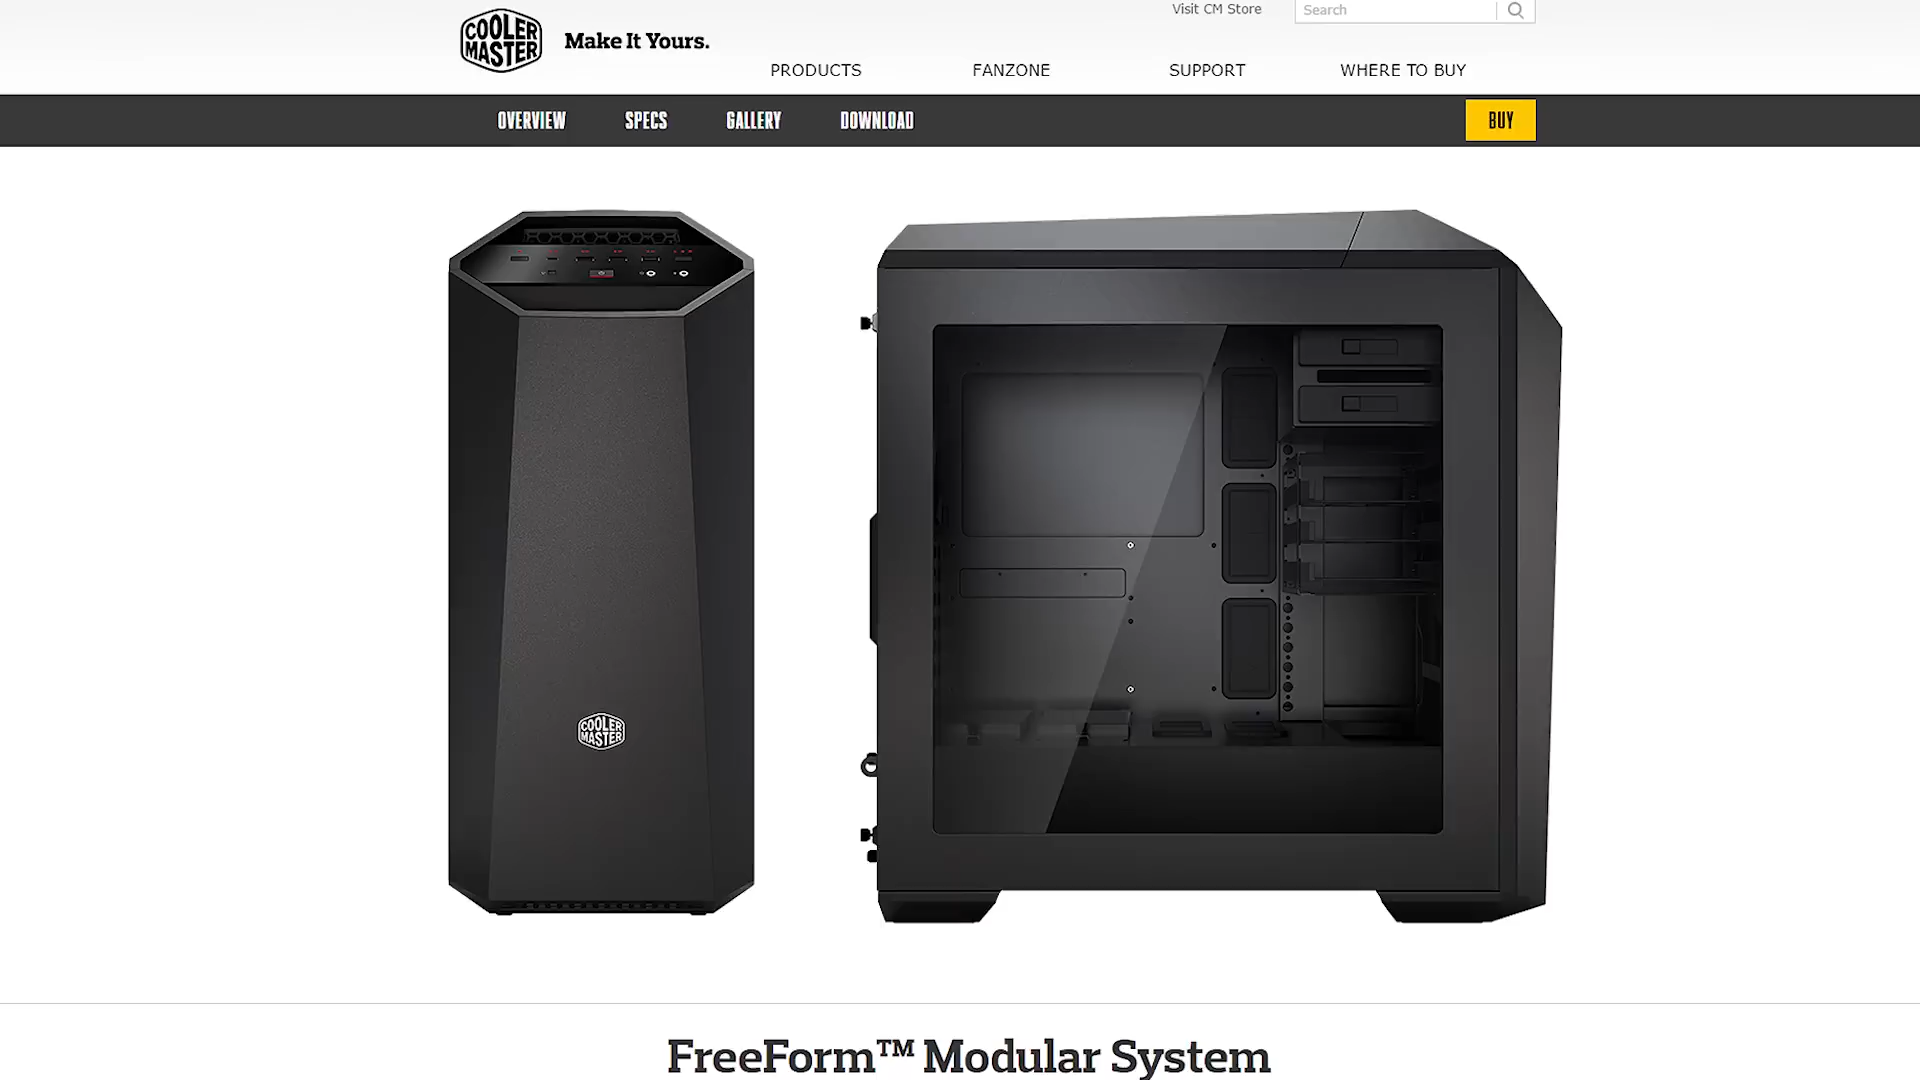 Visit CM Store
Search
COOLER MASTER
Make It Yours.
PRODUCTS
FANZONE
SUPPORT
WHERE TO BUY
OVERVIEW
SPECS
GALLERY
DOWNLOAD
BUY
COOLER MASTER
FreeForm™ Modular System